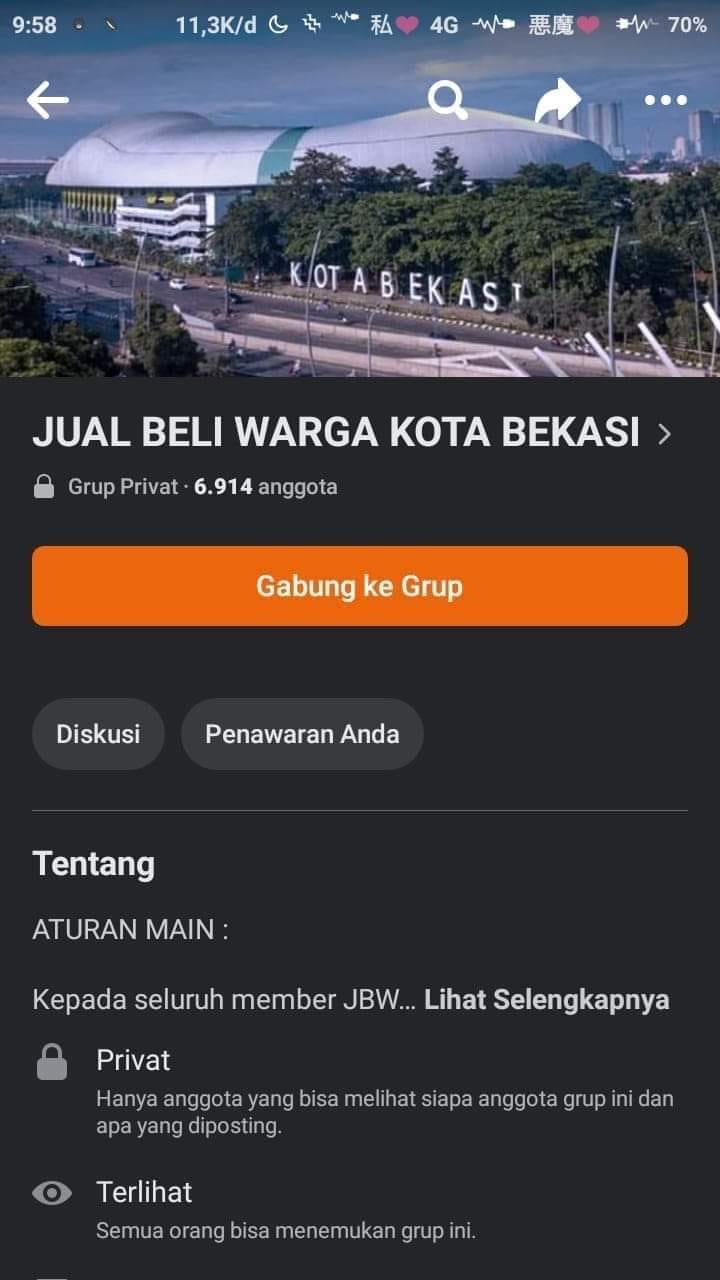 9:58 11,3K/d 私 4G 悪魔 70%
KOTA BEKASI
JUAL BELI WARGA KOTA BEKASI
Grup Privat · 6.914 anggota
Gabung ke Grup
Diskusi Penawaran Anda
Tentang
ATURAN MAIN :
Kepada seluruh member JBW... Lihat Selengkapnya
Privat
Hanya anggota yang bisa melihat siapa anggota grup ini dan
apa yang diposting.
Terlihat
Semua orang bisa menemukan grup ini.